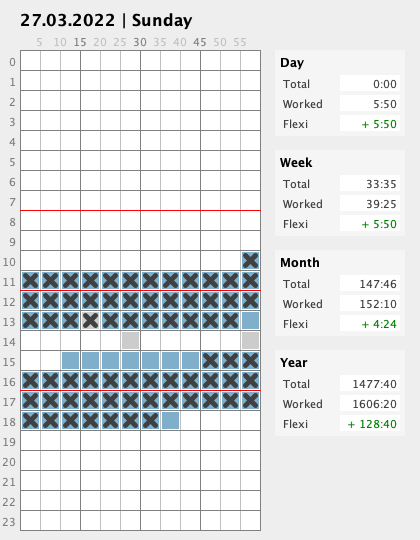 27.03.2022 | Sunday
5 10 15 20 25 30 35 40 45 50 55
0
1
2
3
4
5
6
7
8
9
10
11
12
13
14
15
16
17
18
19
20
21
22
23
Day
Total 0:00
Worked 5:50
Flexi + 5:50
Week
Total 33:35
Worked 39:25
Flexi + 5:50
Month
Total 147:46
Worked 152:10
Flexi + 4:24
Year
Total 1477:40
Worked 1606:20
Flexi + 128:40